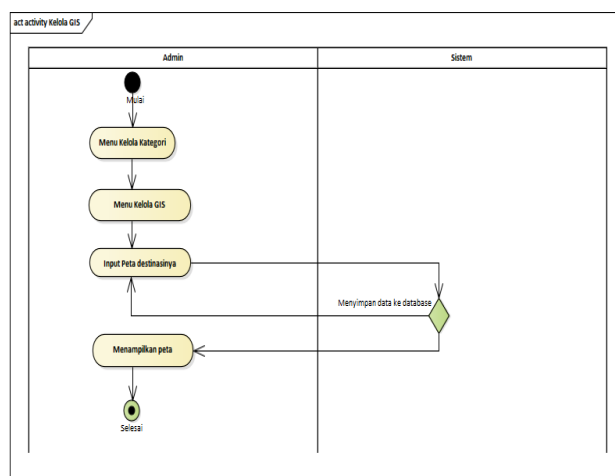 act activity Kelola GIS
Admin
Sistem
Mulai
Menu Kelola Kategori
Menu Kelola GIS
Input Peta destinasinya
Menyimpan data ke database
Menampilkan peta
Selesai